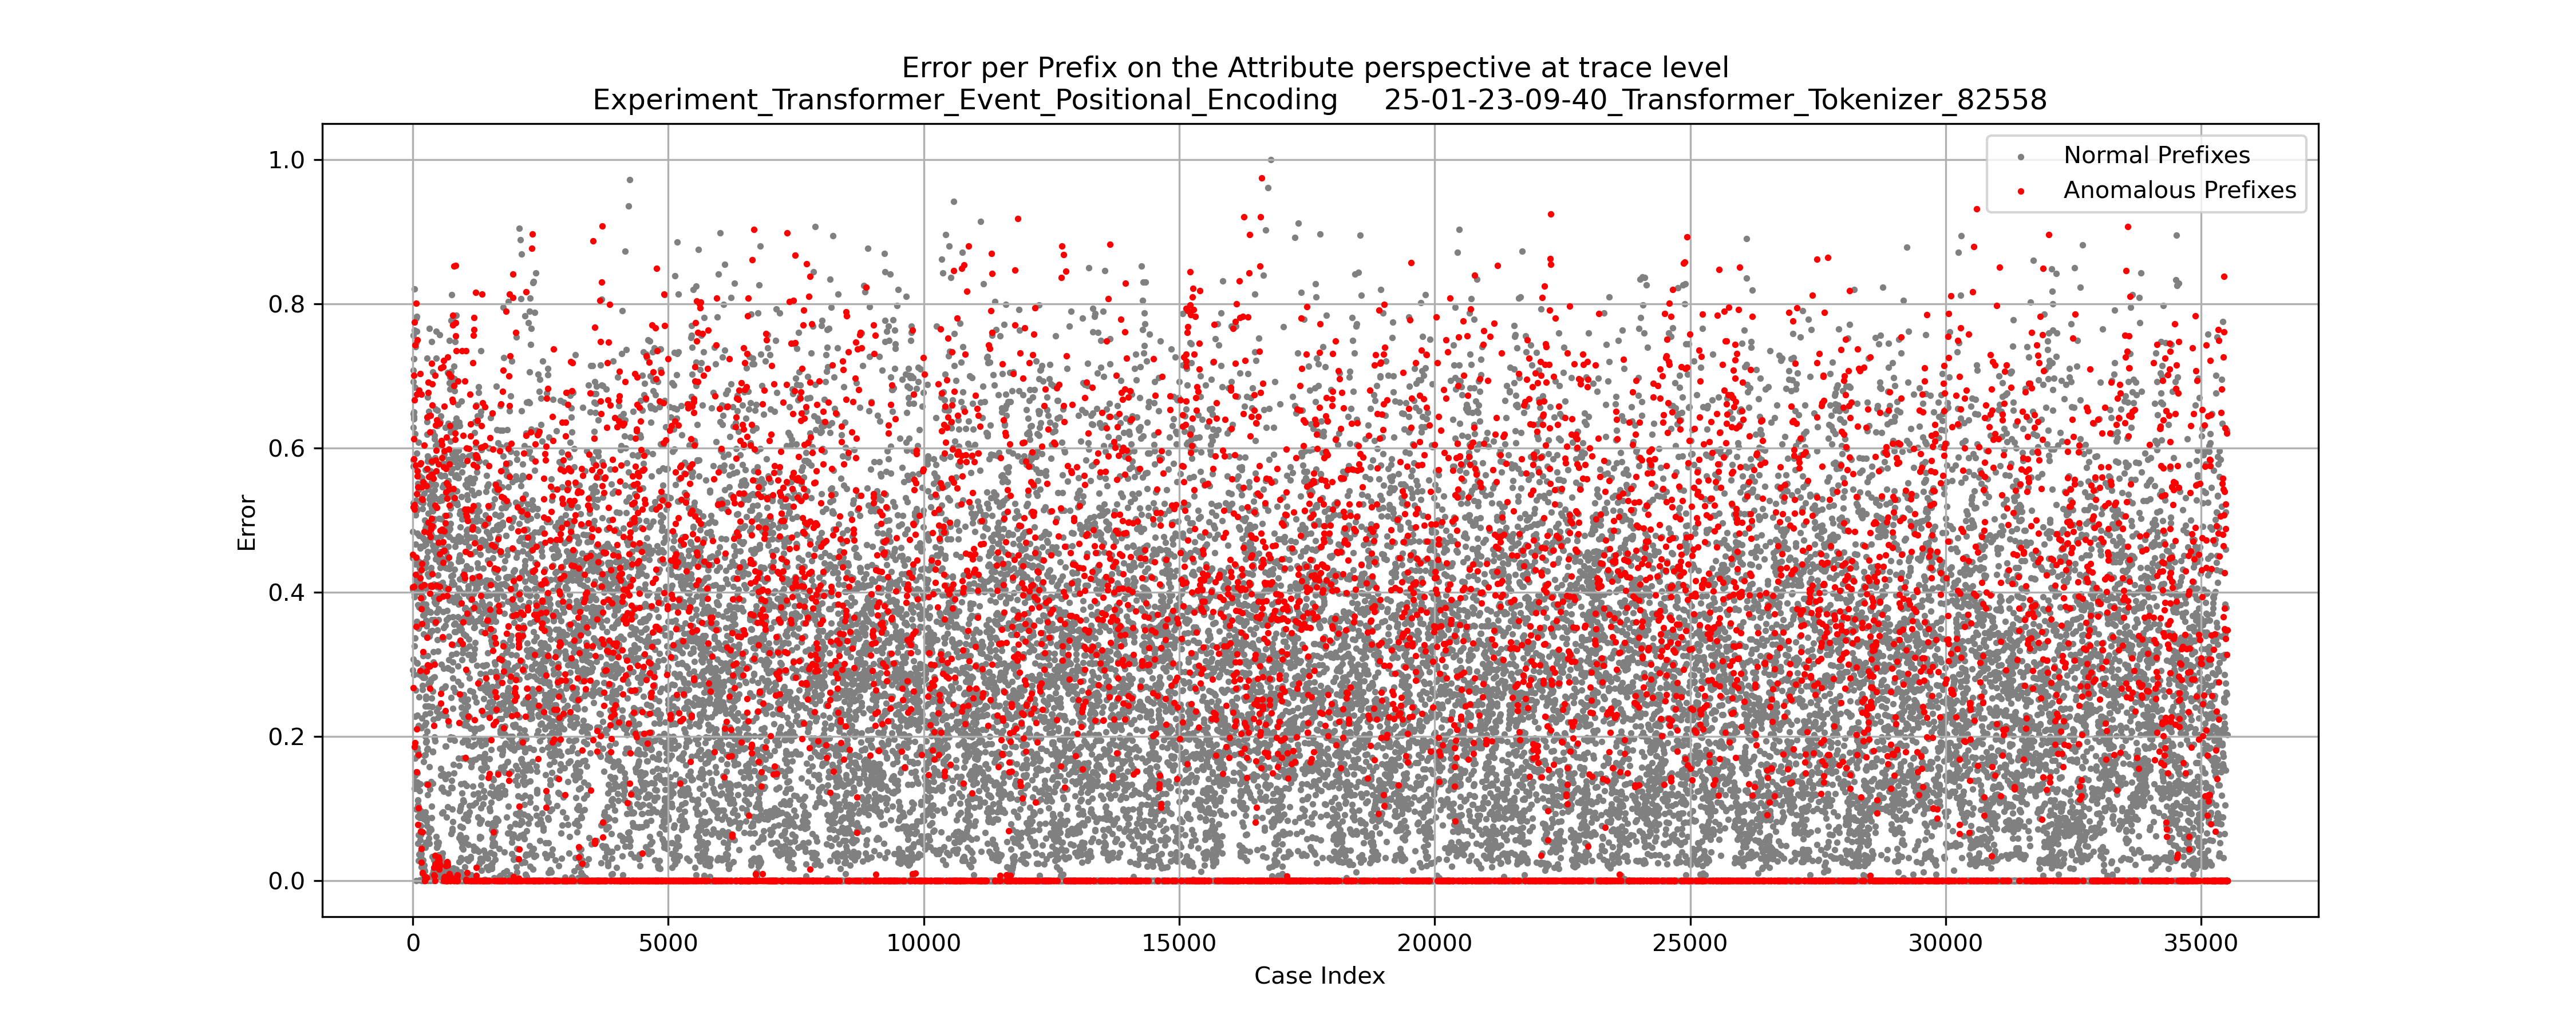 Error per Prefix on the Attribute perspective at trace level
Experiment_Transformer_Event_Positional_Encoding 25-01-23-09-40_Transformer_Tokenizer_82558
Normal Prefixes
Anomalous Prefixes
1.0
0.8
0.6
0.4
0.2
0.0
Error
0 5000 10000 15000 20000 25000 30000 35000
Case Index